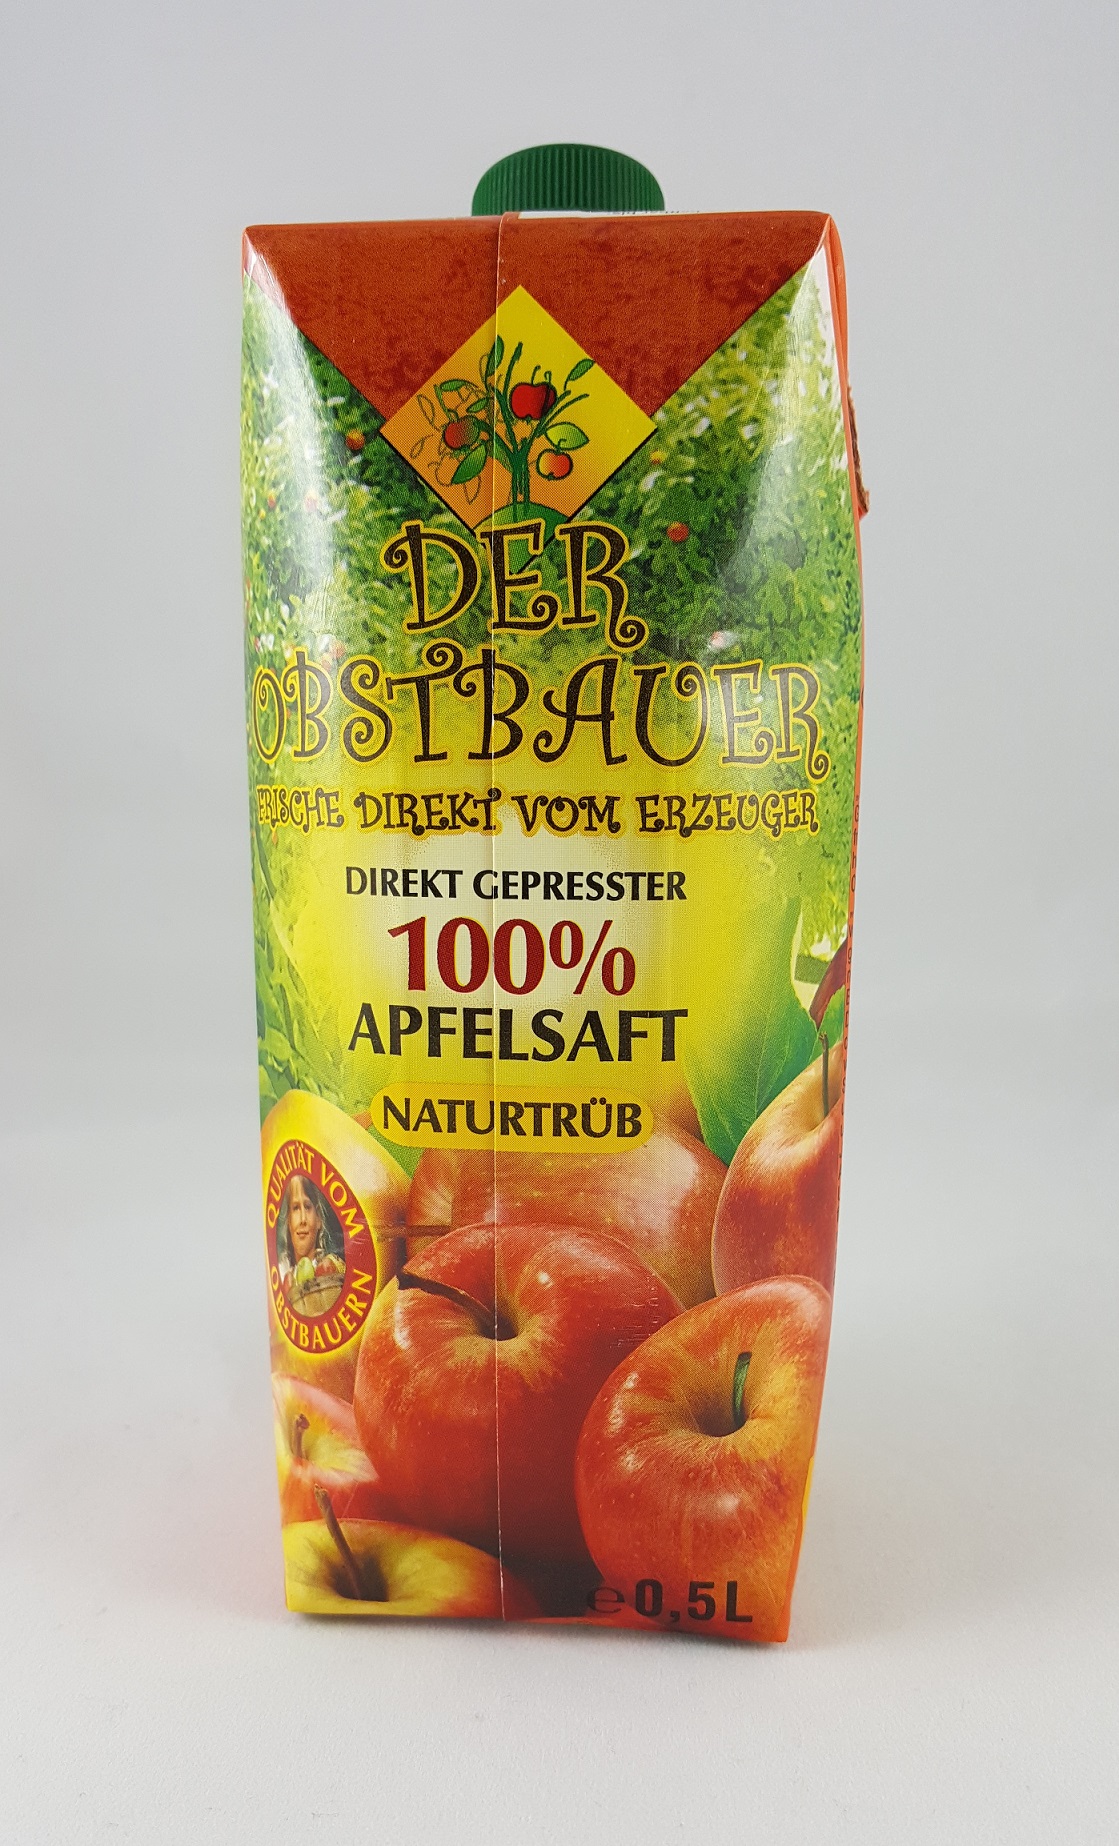 DER
OBSTBAUER
FRISCHE DIREKT VOM ERZEUGER
DIREKT GEPRESSTER
100%
APFELSAFT
NATURTRÜB
QUALITÄT VOM
OBSTBAUERN
e 0,5L